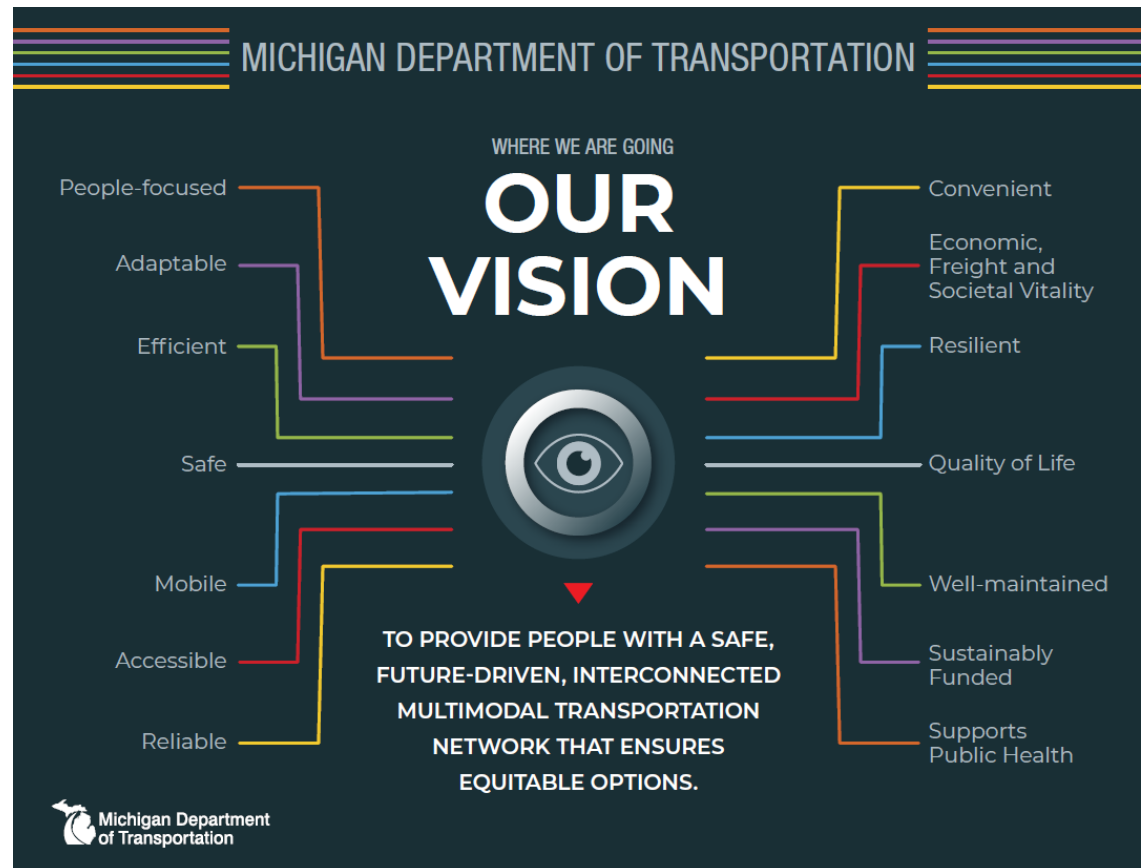 MICHIGAN DEPARTMENT OF TRANSPORTATION
WHERE WE ARE GOING
OUR
VISION
People-focused
Adaptable
Efficient
Safe
Mobile
Accessible
Reliable
Convenient
Economic,
Freight and
Societal Vitality
Resilient
Quality of Life
Well-maintained
Sustainably
Funded
Supports
Public Health
TO PROVIDE PEOPLE WITH A SAFE,
FUTURE-DRIVEN, INTERCONNECTED
MULTIMODAL TRANSPORTATION
NETWORK THAT ENSURES
EQUITABLE OPTIONS.
Michigan Department
of Transportation